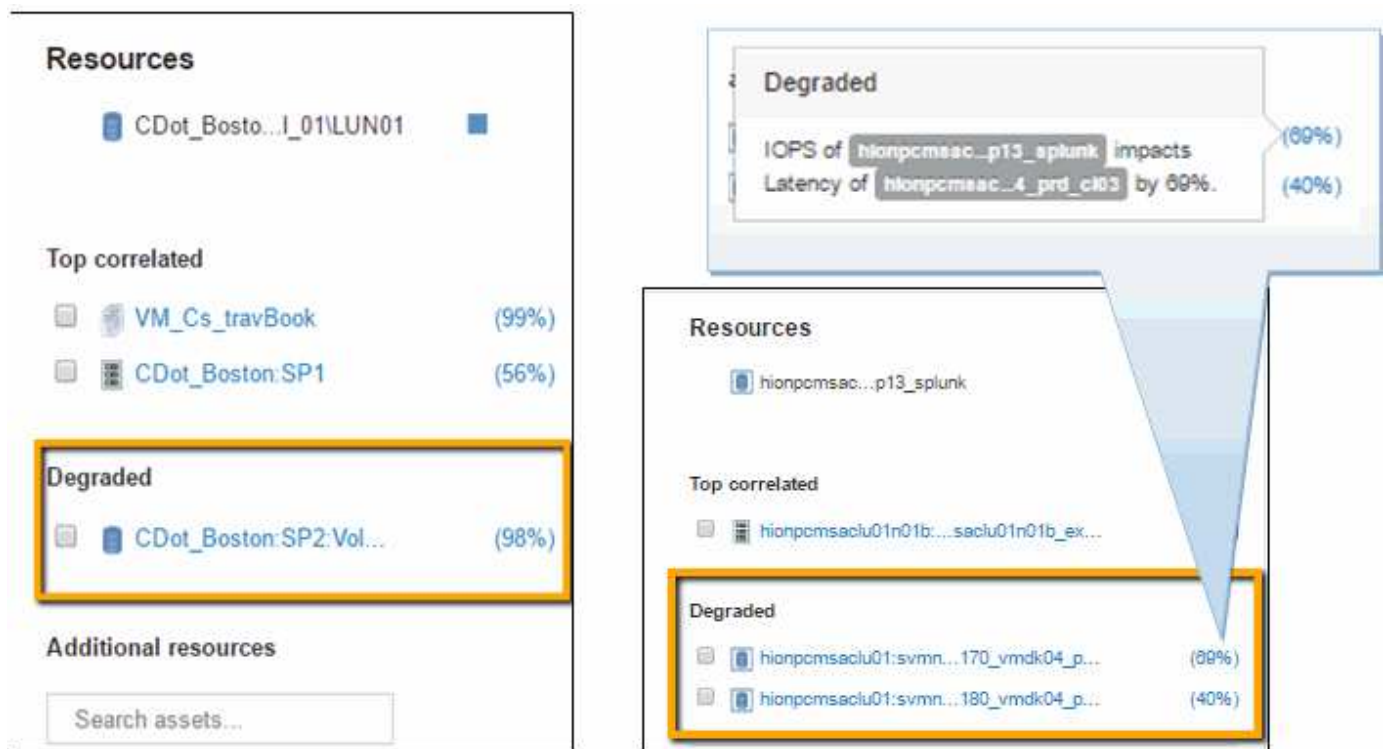 Resources
CDot_Bosto...l_01\LUN01
Top correlated
VM_Cs_travBook (99%)
CDot_Boston:SP1 (56%)
Degraded
CDot_Boston:SP2:Vol... (98%)
Additional resources
Search assets...
Degraded
IOPS of hionpcmsac...p13_splunk impacts
Latency of hionpcmsac...4_prd_cl03 by 69%.
(69%)
(40%)
Resources
hionpcmsac...p13_splunk
Top correlated
hionpcmsaclu01n01b:...saclu01n01b_ex...
Degraded
hionpcmsaclu01:svmn...170_vmdk04_p... (69%)
hionpcmsaclu01:svmn...180_vmdk04_p... (40%)